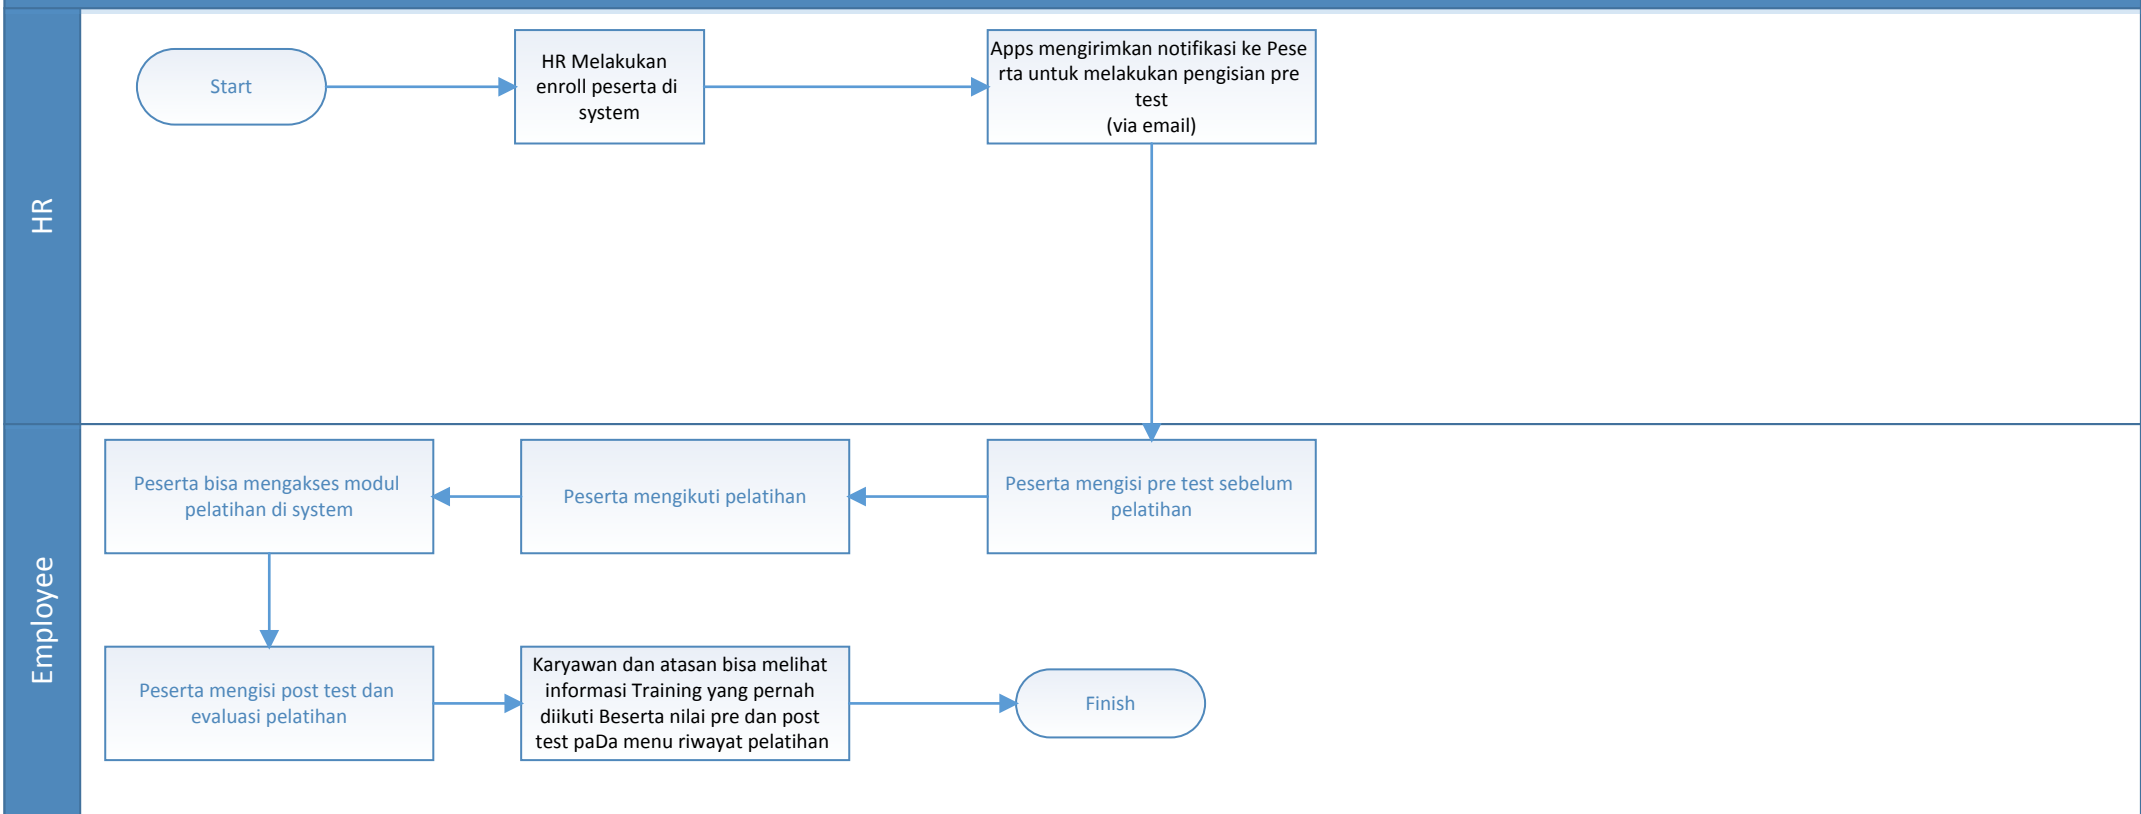 HR
Start
HR Melakukan
enroll peserta di
system
Apps mengirimkan notifikasi ke Pese
rta untuk melakukan pengisian pre
test
(via email)
Employee
Peserta mengisi pre test sebelum
pelatihan
Peserta mengikuti pelatihan
Peserta bisa mengakses modul
pelatihan di system
Peserta mengisi post test dan
evaluasi pelatihan
Karyawan dan atasan bisa melihat
informasi Training yang pernah
diikuti Beserta nilai pre dan post
test paDa menu riwayat pelatihan
Finish